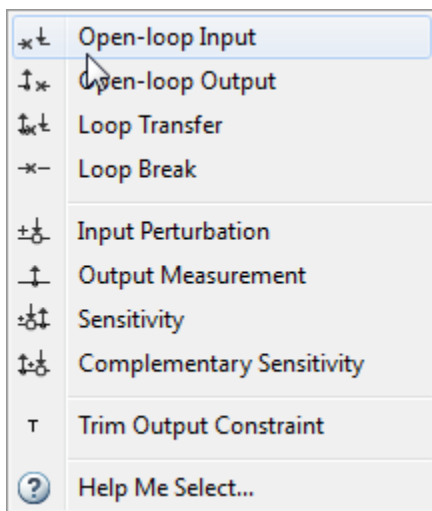 Open-loop Input
Open-loop Output
Loop Transfer
Loop Break
Input Perturbation
Output Measurement
Sensitivity
Complementary Sensitivity
T Trim Output Constraint
? Help Me Select...